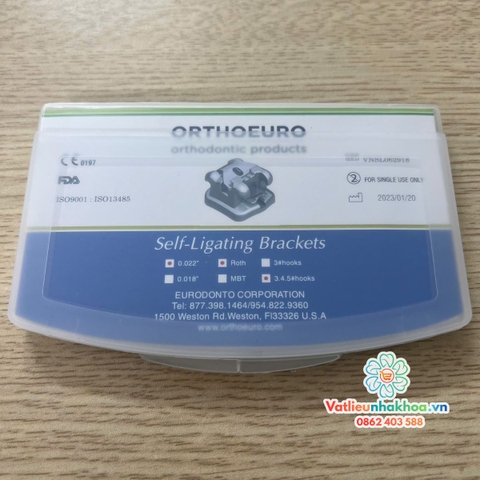 ORTHOEURO
orthodontic products
CE 0197
FDA
ISO9001 : ISO13485
2 FOR SINGLE USE ONLY
2023/01/20
Self-Ligating Brackets
0.022" Roth 3#hooks
0.018" MBT 3.4.5#hooks
EURODONTO CORPORATION
Tel: 877.398.1464/954.822.9360
1500 Weston Rd.Weston, Fl33326 U.S.A
www.orthoeuro.com
Vatlieunhakhoa.vn
0862 403 588